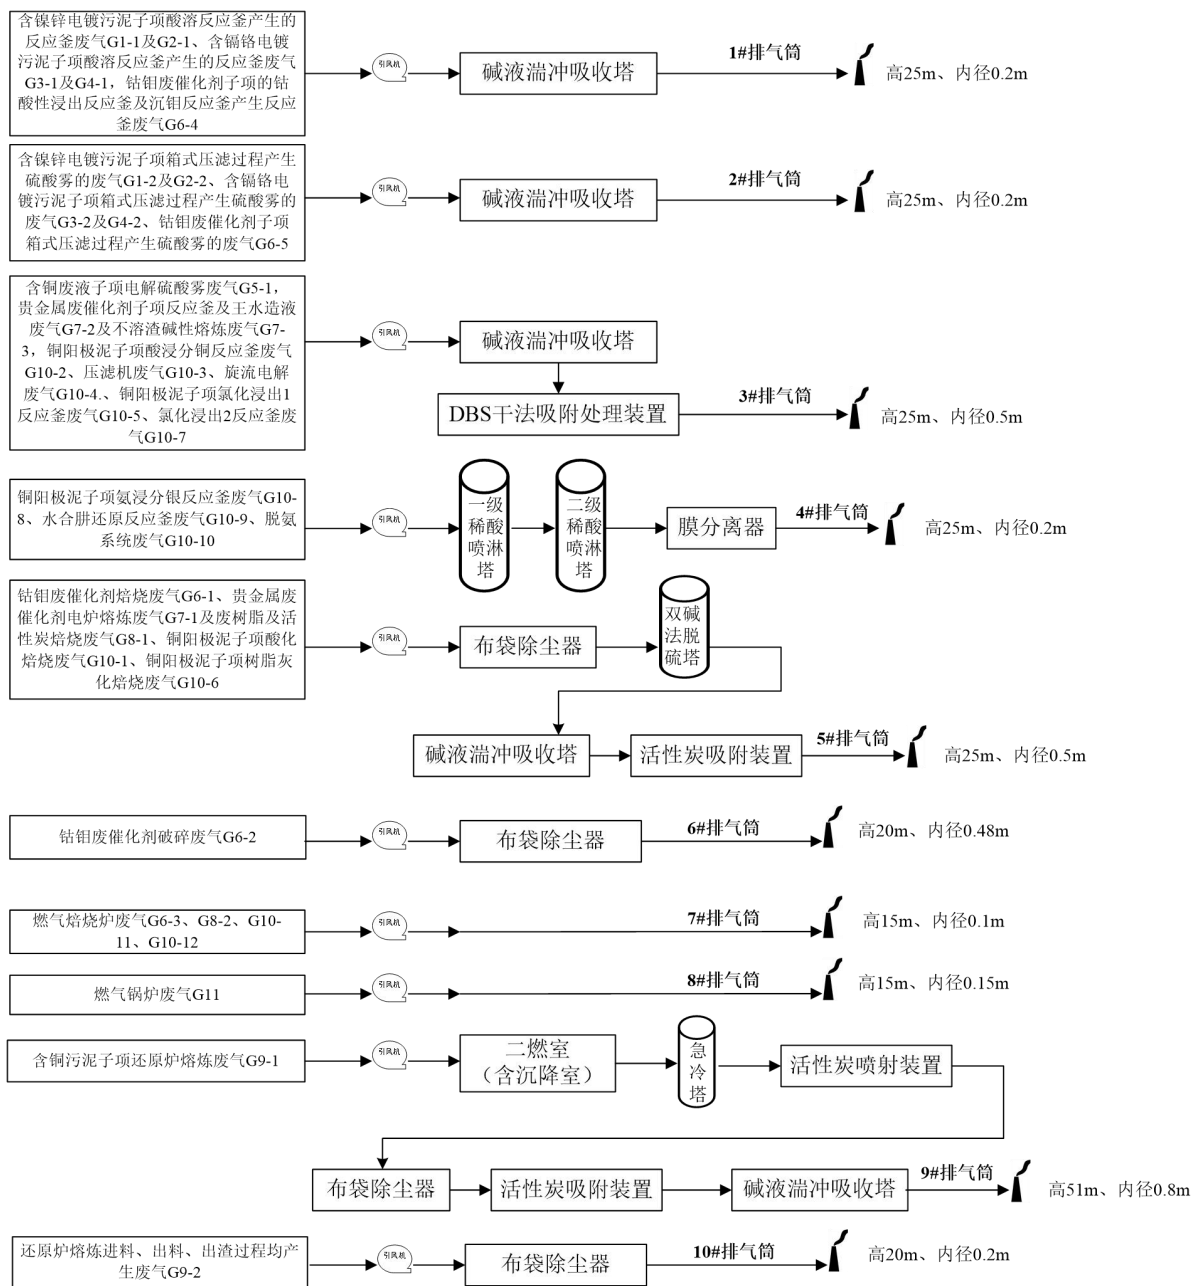 含镍锌电镀污泥子项酸溶反应釜产生的
反应釜废气G1-1及G2-1、含镉铬电镀
污泥子项酸溶反应釜产生的反应釜废气
G3-1及G4-1，钴钼废催化剂子项的钴
酸性浸出反应釜及沉钼反应釜产生反应
釜废气G6-4
引风机
碱液湍冲吸收塔
1#排气筒
高25m、内径0.2m
含镍锌电镀污泥子项箱式压滤过程产生
硫酸雾的废气G1-2及G2-2、含镉铬电
镀污泥子项箱式压滤过程产生硫酸雾的
废气G3-2及G4-2、钴钼废催化剂子项
箱式压滤过程产生硫酸雾的废气G6-5
引风机
碱液湍冲吸收塔
2#排气筒
高25m、内径0.2m
含铜废液子项电解硫酸雾废气G5-1，
贵金属废催化剂子项反应釜及王水造液
废气G7-2及不溶渣碱性熔炼废气G7-
3，铜阳极泥子项酸浸分铜反应釜废气
G10-2、压滤机废气G10-3、旋流电解
废气G10-4.、铜阳极泥子项氯化浸出1
反应釜废气G10-5、氯化浸出2反应釜废
气G10-7
引风机
碱液湍冲吸收塔
DBS干法吸附处理装置
3#排气筒
高25m、内径0.5m
铜阳极泥子项氨浸分银反应釜废气G10-
8、水合肼还原反应釜废气G10-9、脱氨
系统废气G10-10
引风机
一级
稀酸
喷淋
塔
二级
稀酸
喷淋
塔
膜分离器
4#排气筒
高25m、内径0.2m
钴钼废催化剂焙烧废气G6-1、贵金属废
催化剂电炉熔炼废气G7-1及废树脂及活
性炭焙烧废气G8-1、铜阳极泥子项酸化
焙烧废气G10-1、铜阳极泥子项树脂灰
化焙烧废气G10-6
引风机
布袋除尘器
双碱
法脱
硫塔
碱液湍冲吸收塔
活性炭吸附装置
5#排气筒
高25m、内径0.5m
钴钼废催化剂破碎废气G6-2
引风机
布袋除尘器
6#排气筒
高20m、内径0.48m
燃气焙烧炉废气G6-3、G8-2、G10-
11、G10-12
引风机
7#排气筒
高15m、内径0.1m
燃气锅炉废气G11
引风机
8#排气筒
高15m、内径0.15m
含铜污泥子项还原炉熔炼废气G9-1
引风机
二燃室
（含沉降室）
急
冷
塔
活性炭喷射装置
布袋除尘器
活性炭吸附装置
碱液湍冲吸收塔
9#排气筒
高51m、内径0.8m
还原炉熔炼进料、出料、出渣过程均产
生废气G9-2
引风机
布袋除尘器
10#排气筒
高20m、内径0.2m